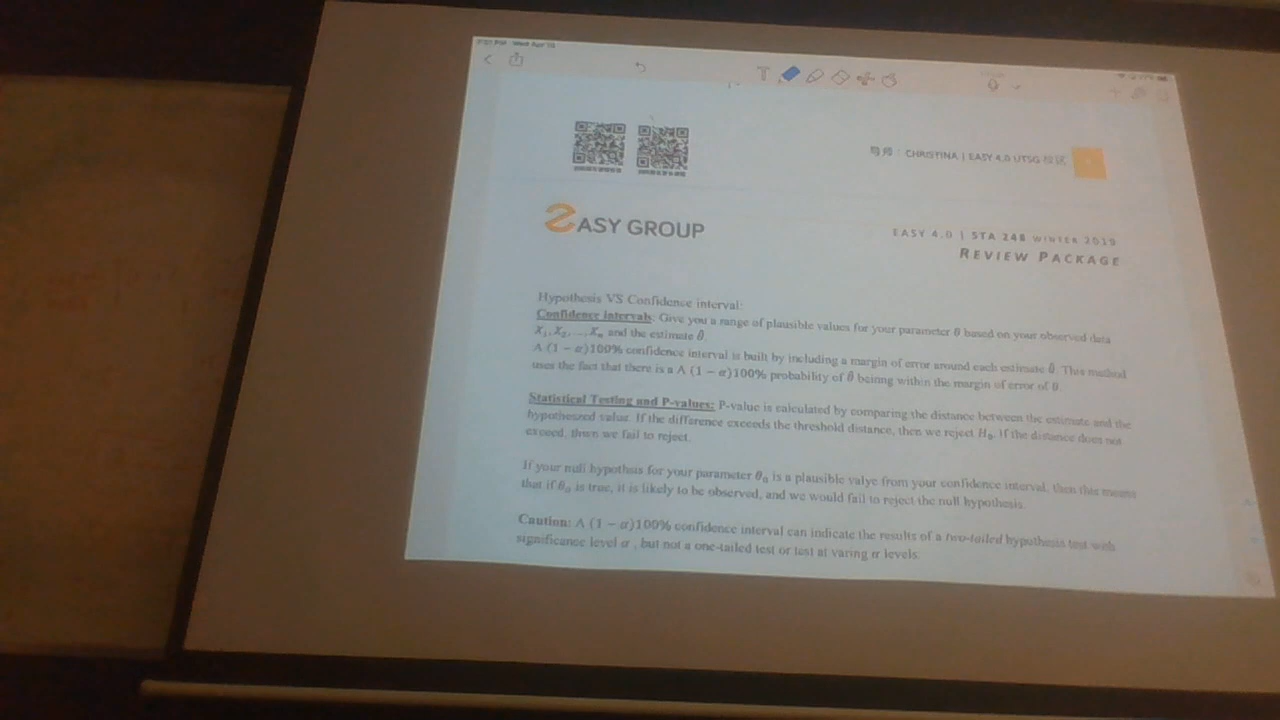 Wed Apr 10
导师: CHRISTINA | EASY 4.0 UTSG
EASY GROUP
EASY 4.0 | STA 248 WINTER 2019
REVIEW PACKAGE
Hypothesis VS Confidence interval:
Confidence intervals: Give you a range of plausible values for your parameter θ based on your observed data
X₁, X₂, ..., Xₙ and the estimate θ̂.
A (1 − α)100% confidence interval is built by including a margin of error around each estimate θ̂. This method
uses the fact that there is a A (1 − α)100% probability of θ̂ being within the margin of error of θ.
Statistical Testing and P-values: P-value is calculated by comparing the distance between the estimate and the
hypothesized value. If the difference exceeds the threshold distance, then we reject H₀. If the distance does not
exceed, then we fail to reject.
If your null hypothesis for your parameter θ₀ is a plausible valye from your confidence interval, then this means
that if θ₀ is true, it is likely to be observed, and we would fail to reject the null hypothesis.
Caution: A (1 − α)100% confidence interval can indicate the results of a two-tailed hypothesis test with
significance level α , but not a one-tailed test or test at varing α levels.